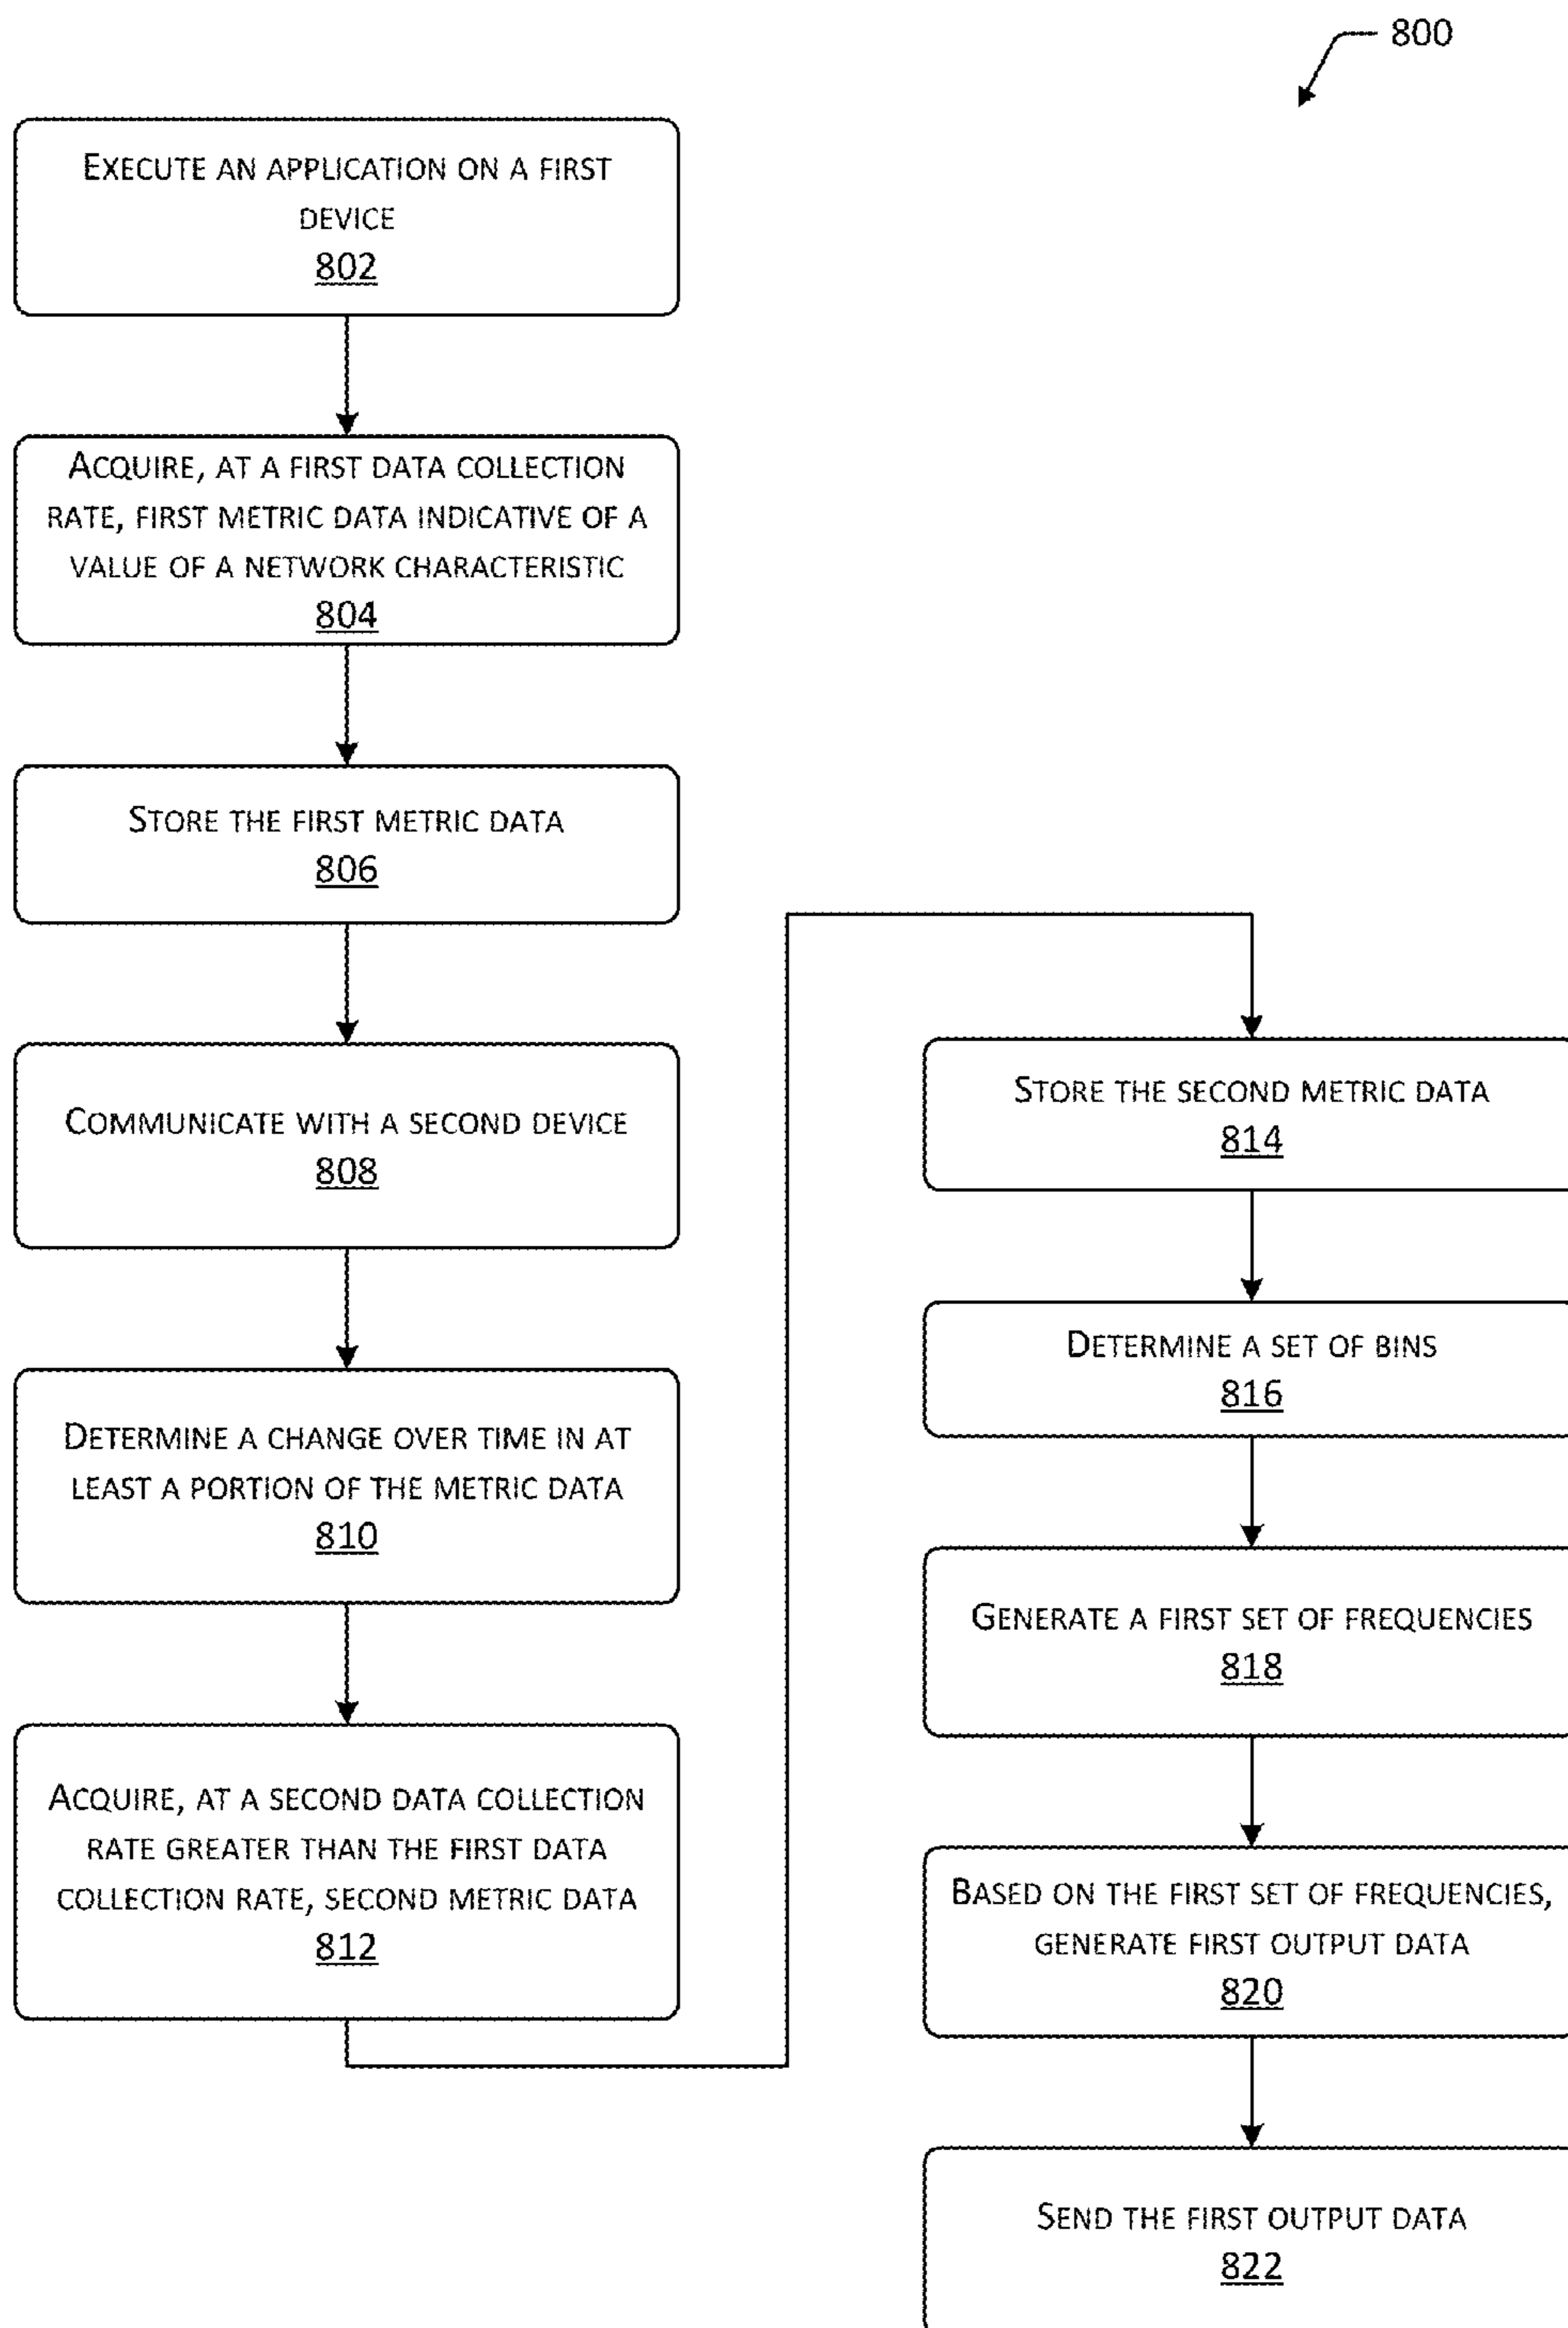 800
EXECUTE AN APPLICATION ON A FIRST
DEVICE
802
ACQUIRE, AT A FIRST DATA COLLECTION
RATE, FIRST METRIC DATA INDICATIVE OF A
VALUE OF A NETWORK CHARACTERISTIC
804
STORE THE FIRST METRIC DATA
806
COMMUNICATE WITH A SECOND DEVICE
808
DETERMINE A CHANGE OVER TIME IN AT
LEAST A PORTION OF THE METRIC DATA
810
ACQUIRE, AT A SECOND DATA COLLECTION
RATE GREATER THAN THE FIRST DATA
COLLECTION RATE, SECOND METRIC DATA
812
STORE THE SECOND METRIC DATA
814
DETERMINE A SET OF BINS
816
GENERATE A FIRST SET OF FREQUENCIES
818
BASED ON THE FIRST SET OF FREQUENCIES,
GENERATE FIRST OUTPUT DATA
820
SEND THE FIRST OUTPUT DATA
822